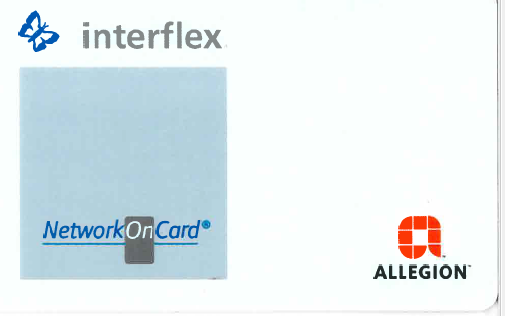 interflex
NetworkOnCard®
ALLEGION™